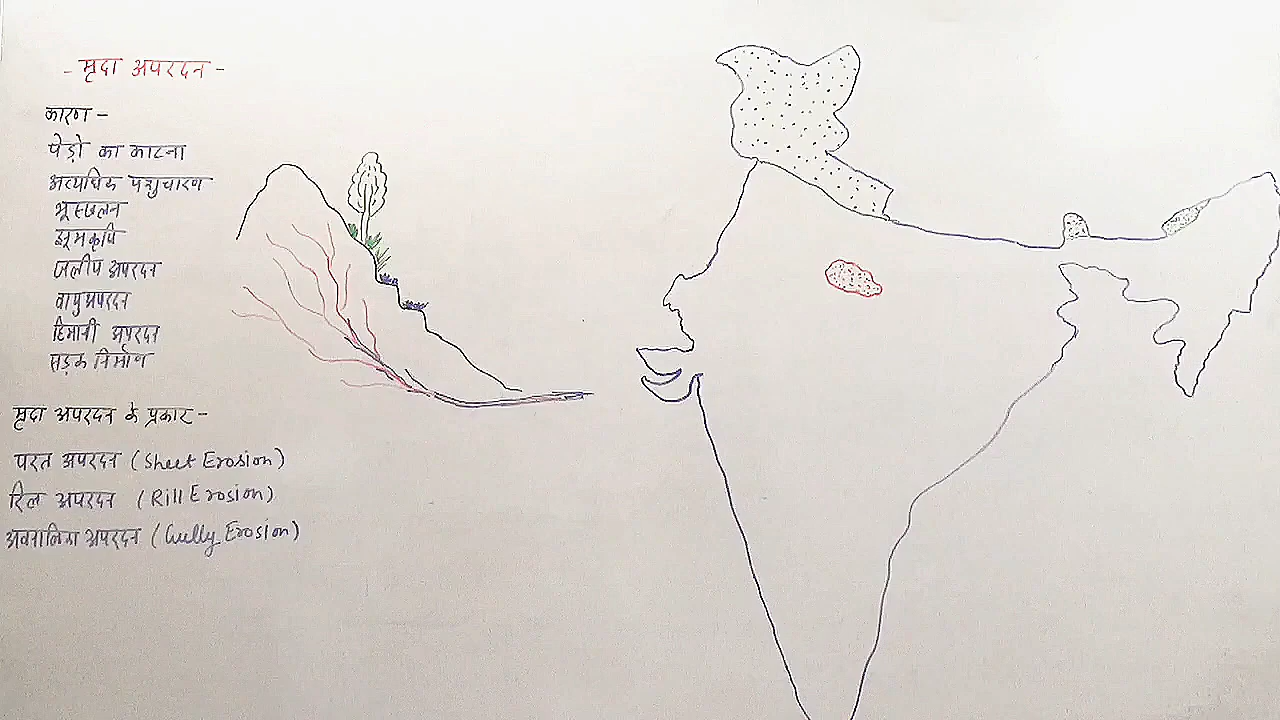 - मृदा अपरदन -
कारण -
पेड़ो का काटना
अत्यधिक पशुचारण
भूस्खलन
झूमकृषि
जलीय अपरदन
वायु अपरदन
हिमानी अपरदन
सड़क निर्माण
मृदा अपरदन के प्रकार -
परत अपरदन (Sheet Erosion)
रिल अपरदन (Rill Erosion)
अवनालिका अपरदन (Gully Erosion)